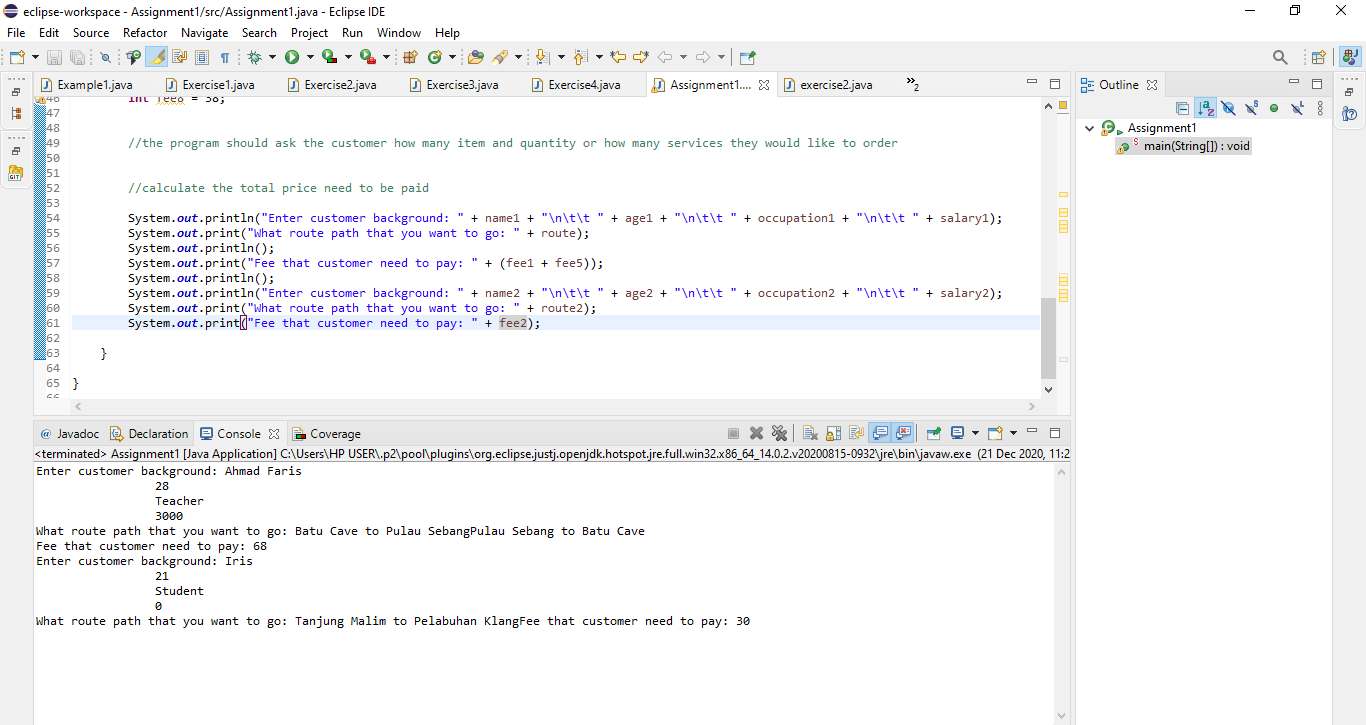 eclipse-workspace - Assignment1/src/Assignment1.java - Eclipse IDE
File Edit Source Refactor Navigate Search Project Run Window Help
Example1.java Exercise1.java Exercise2.java Exercise3.java Exercise4.java Assignment1.... exercise2.java »2
Outline
Assignment1
main(String[]) : void
46 int fee8 = 38;
47
48
49 //the program should ask the customer how many item and quantity or how many services they would like to order
50
51
52 //calculate the total price need to be paid
53
54 System.out.println("Enter customer background: " + name1 + "\n\t\t " + age1 + "\n\t\t " + occupation1 + "\n\t\t " + salary1);
55 System.out.print("What route path that you want to go: " + route);
56 System.out.println();
57 System.out.print("Fee that customer need to pay: " + (fee1 + fee5));
58 System.out.println();
59 System.out.println("Enter customer background: " + name2 + "\n\t\t " + age2 + "\n\t\t " + occupation2 + "\n\t\t " + salary2);
60 System.out.print("What route path that you want to go: " + route2);
61 System.out.print("Fee that customer need to pay: " + fee2);
62
63 }
64
65 }
66
@ Javadoc Declaration Console Coverage
<terminated> Assignment1 [Java Application] C:\Users\HP USER\.p2\pool\plugins\org.eclipse.justj.openjdk.hotspot.jre.full.win32.x86_64_14.0.2.v20200815-0932\jre\bin\javaw.exe (21 Dec 2020, 11:2
Enter customer background: Ahmad Faris
28
Teacher
3000
What route path that you want to go: Batu Cave to Pulau SebangPulau Sebang to Batu Cave
Fee that customer need to pay: 68
Enter customer background: Iris
21
Student
0
What route path that you want to go: Tanjung Malim to Pelabuhan KlangFee that customer need to pay: 30